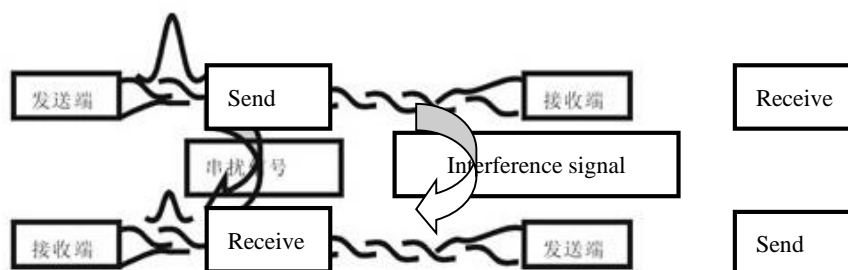 发送端
Send
接收端
Receive
串扰信号
Interference signal
接收端
Receive
发送端
Send